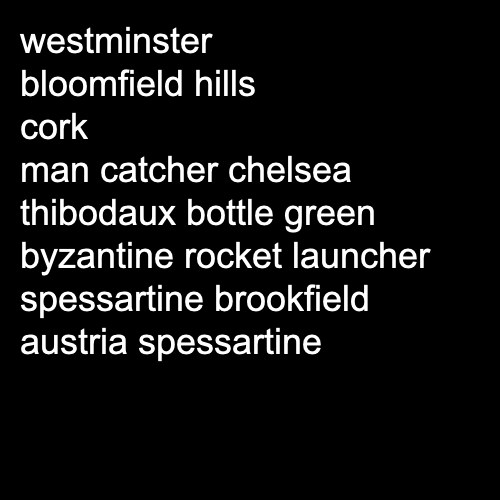 westminster
bloomfield hills
cork
man catcher chelsea
thibodaux bottle green
byzantine rocket launcher
spessartine brookfield
austria spessartine